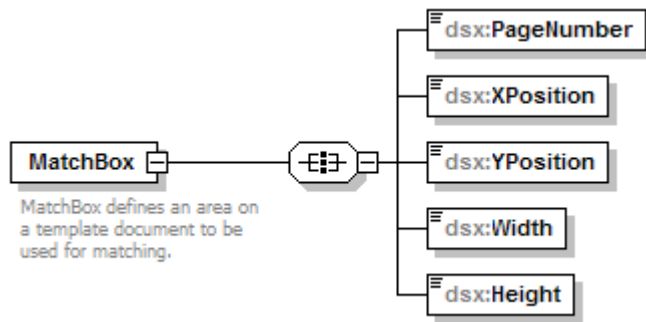 dsx:PageNumber
dsx:XPosition
MatchBox
dsx:YPosition
MatchBox defines an area on
a template document to be
used for matching.
dsx:Width
dsx:Height